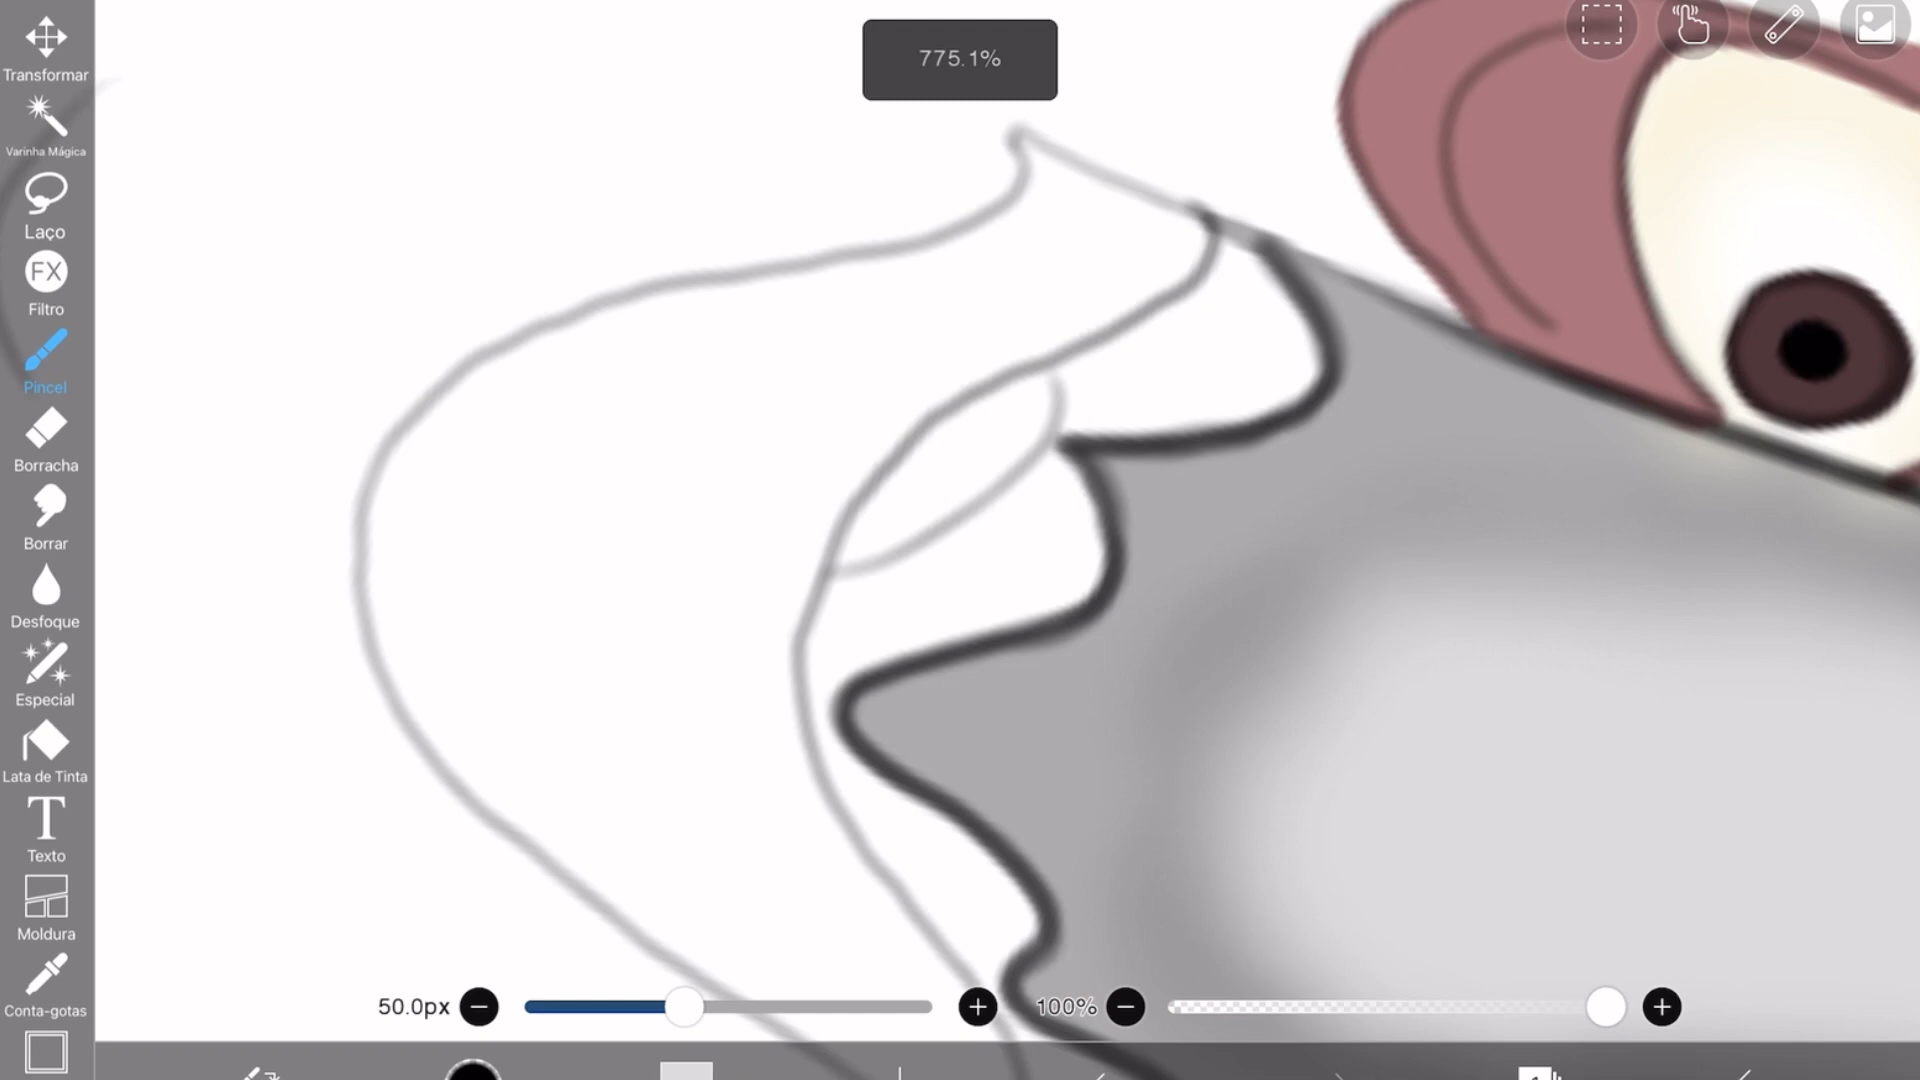 775.1%
Transformar
Varinha Mágica
Laço
FX
Filtro
Pincel
Borracha
Borrar
Desfoque
Especial
Lata de Tinta
T
Texto
Moldura
Conta-gotas
50.0px
100%